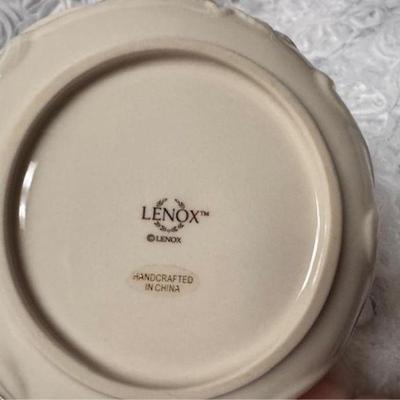 LENOX™
©LENOX
HANDCRAFTED
IN CHINA